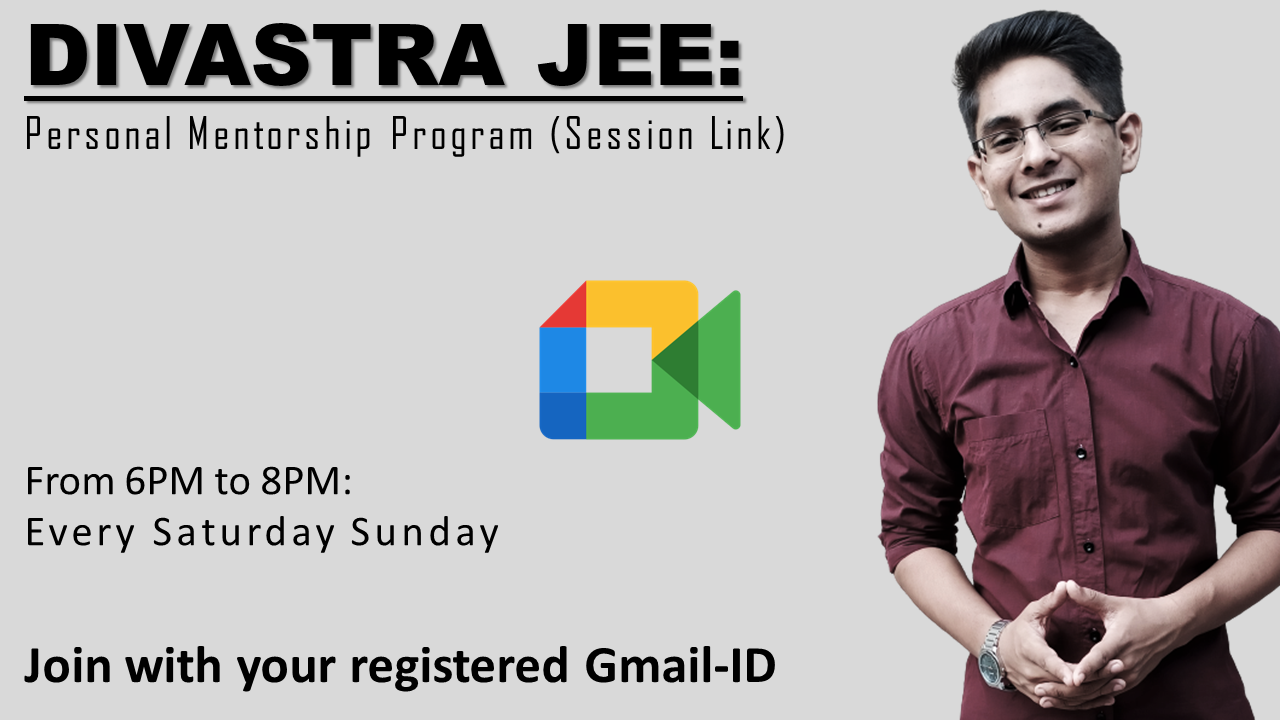 DIVASTRA JEE:
Personal Mentorship Program (Session Link)
From 6PM to 8PM:
Every Saturday Sunday
Join with your registered Gmail-ID